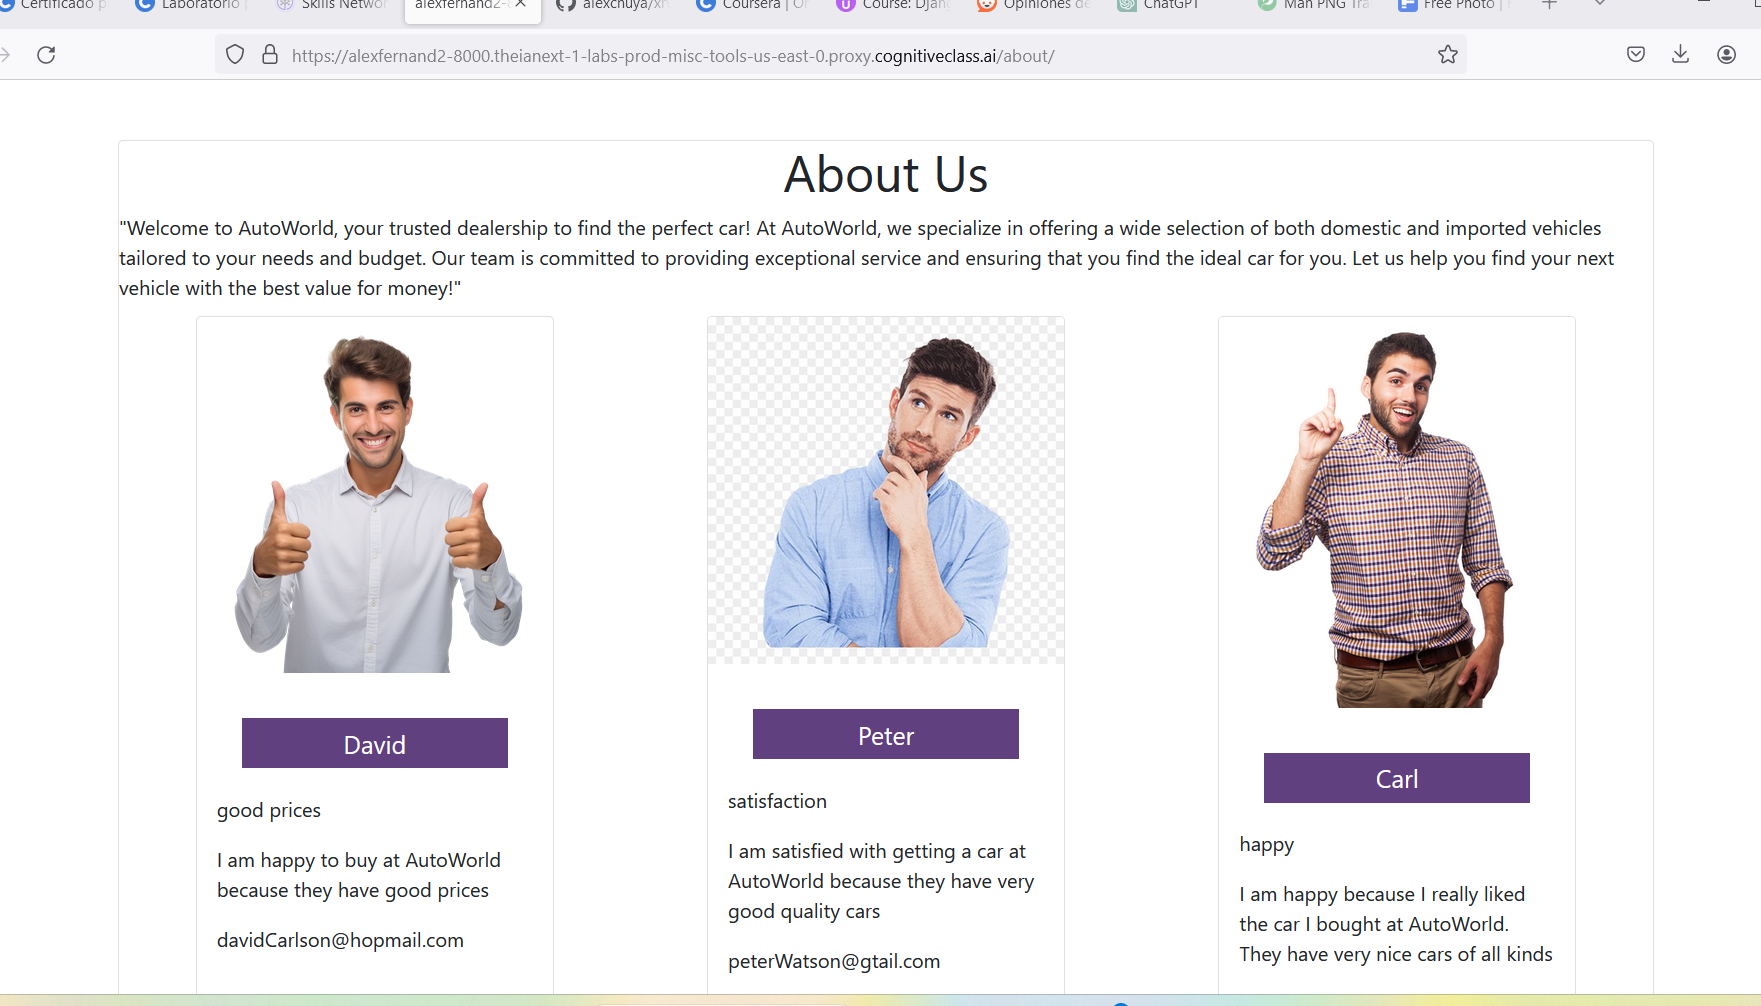 Certificado p
Laboratorio
Skills Networ
alexfernand2-8
alexchuya/xr
Coursera | On
Course: Djang
Opiniones de
ChatGPT
Man PNG Tra
Free Photo |
https://alexfernand2-8000.theianext-1-labs-prod-misc-tools-us-east-0.proxy.cognitiveclass.ai/about/
About Us
"Welcome to AutoWorld, your trusted dealership to find the perfect car! At AutoWorld, we specialize in offering a wide selection of both domestic and imported vehicles
tailored to your needs and budget. Our team is committed to providing exceptional service and ensuring that you find the ideal car for you. Let us help you find your next
vehicle with the best value for money!"
David
good prices
I am happy to buy at AutoWorld
because they have good prices
davidCarlson@hopmail.com
Peter
satisfaction
I am satisfied with getting a car at
AutoWorld because they have very
good quality cars
peterWatson@gtail.com
Carl
happy
I am happy because I really liked
the car I bought at AutoWorld.
They have very nice cars of all kinds